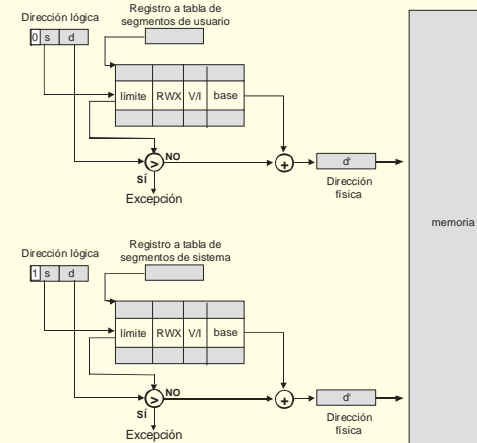 Registro a tabla de
segmentos de usuario
Dirección lógica
0 s d
límite RWX V/I base
> NO
SÍ
Excepción
+
d'
Dirección
física
memoria
Registro a tabla de
segmentos de sistema
Dirección lógica
1 s d
límite RWX V/I base
> NO
SÍ
Excepción
+
d'
Dirección
física